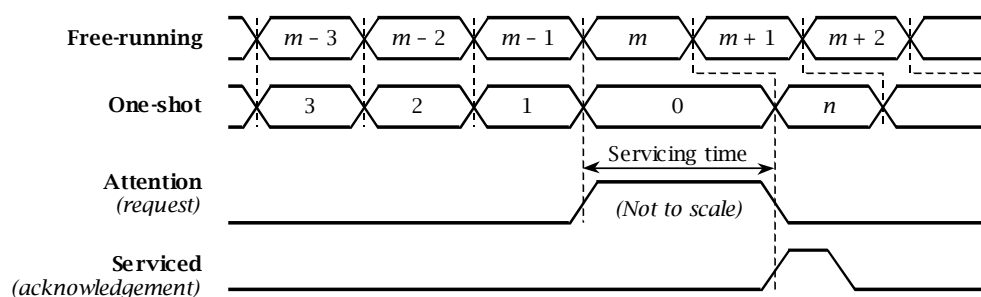 Free-running m – 3 m – 2 m – 1 m m + 1 m + 2
One-shot 3 2 1 0 n
Servicing time
Attention
(request) (Not to scale)
Serviced
(acknowledgement)